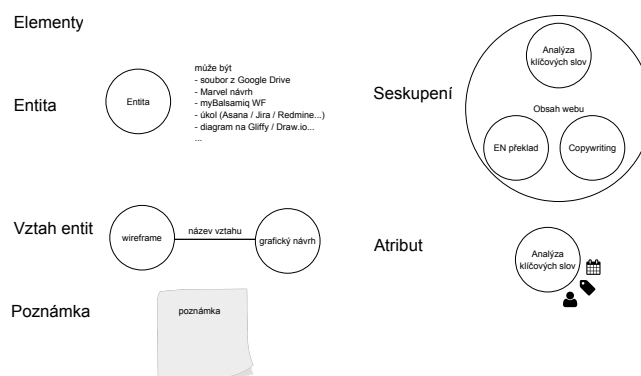 Elementy
Entita
Entita
může být
- soubor z Google Drive
- Marvel návrh
- myBalsamiq WF
- úkol (Asana / Jira / Redmine...)
- diagram na Gliffy / Draw.io...
...
Vztah entit
wireframe
název vztahu
grafický návrh
Poznámka
poznámka
Seskupení
Analýza
klíčových slov
Obsah webu
EN překlad
Copywriting
Atribut
Analýza
klíčových slov